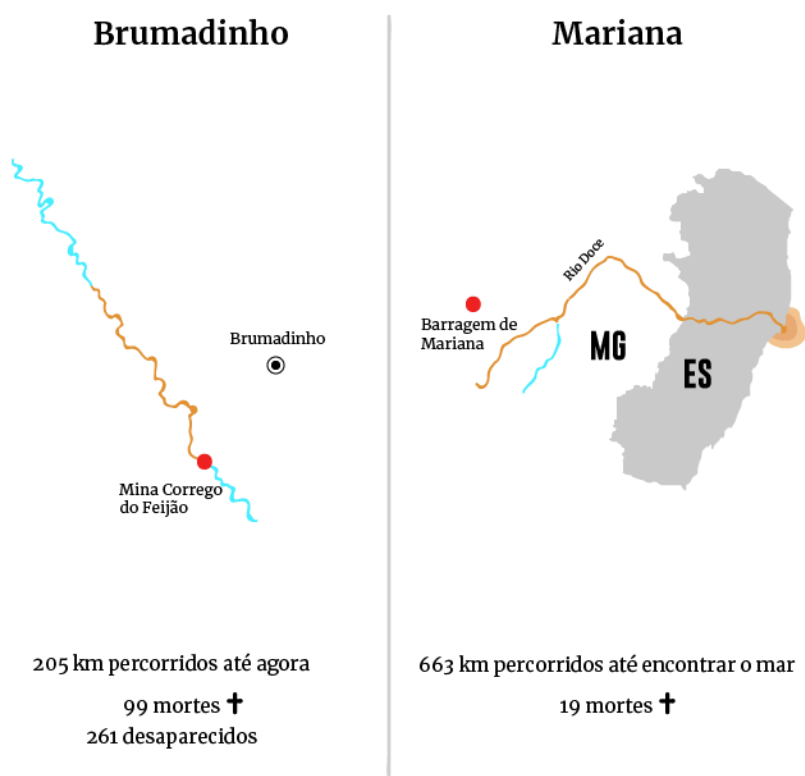 Brumadinho
Brumadinho
Mina Corrego
do Feijão
205 km percorridos até agora
99 mortes ✝
261 desaparecidos
Mariana
Rio Doce
Barragem de
Mariana
MG
ES
663 km percorridos até encontrar o mar
19 mortes ✝